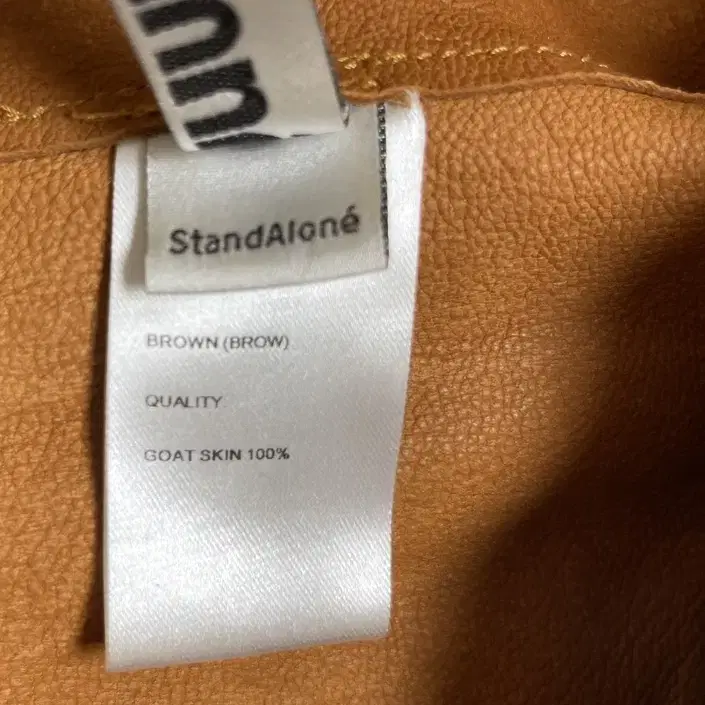 StandAloné
BROWN (BROW)
QUALITY
GOAT SKIN 100%